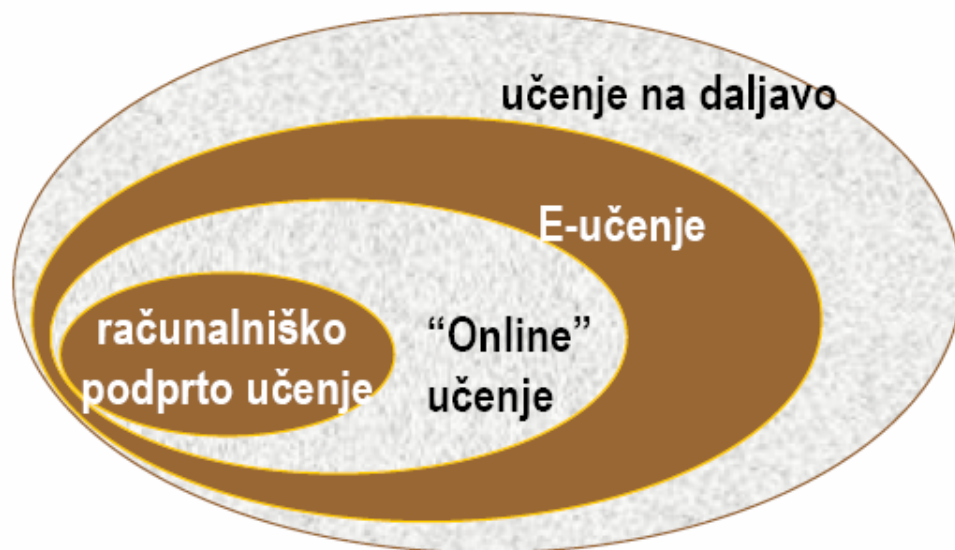 učenje na daljavo
E-učenje
računalniško
podprto učenje
“Online”
učenje